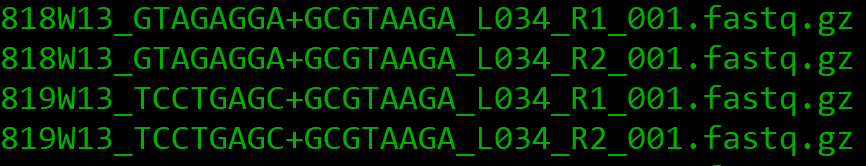 818W13_GTAGAGGA+GCGTAAGA_L034_R1_001.fastq.gz
818W13_GTAGAGGA+GCGTAAGA_L034_R2_001.fastq.gz
819W13_TCCTGAGC+GCGTAAGA_L034_R1_001.fastq.gz
819W13_TCCTGAGC+GCGTAAGA_L034_R2_001.fastq.gz